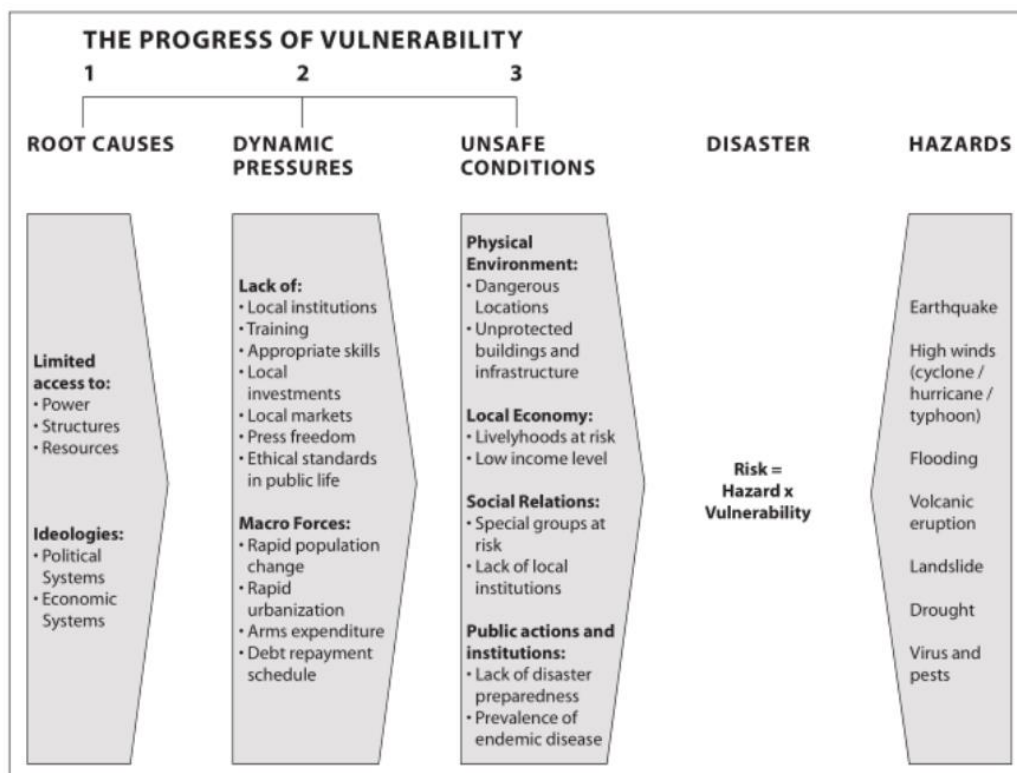 THE PROGRESS OF VULNERABILITY
1
2
3
ROOT CAUSES
DYNAMIC
PRESSURES
UNSAFE
CONDITIONS
DISASTER
HAZARDS
Limited
access to:
• Power
• Structures
• Resources
Ideologies:
• Political
Systems
• Economic
Systems
Lack of:
• Local institutions
• Training
• Appropriate skills
• Local
investments
• Local markets
• Press freedom
• Ethical standards
in public life
Macro Forces:
• Rapid population
change
• Rapid
urbanization
• Arms expenditure
• Debt repayment
schedule
Physical
Environment:
• Dangerous
Locations
• Unprotected
buildings and
infrastructure
Local Economy:
• Livelyhoods at risk
• Low income level
Social Relations:
• Special groups at
risk
• Lack of local
institutions
Public actions and
institutions:
• Lack of disaster
preparedness
• Prevalence of
endemic disease
Risk =
Hazard x
Vulnerability
Earthquake
High winds
(cyclone /
hurricane /
typhoon)
Flooding
Volcanic
eruption
Landslide
Drought
Virus and
pests